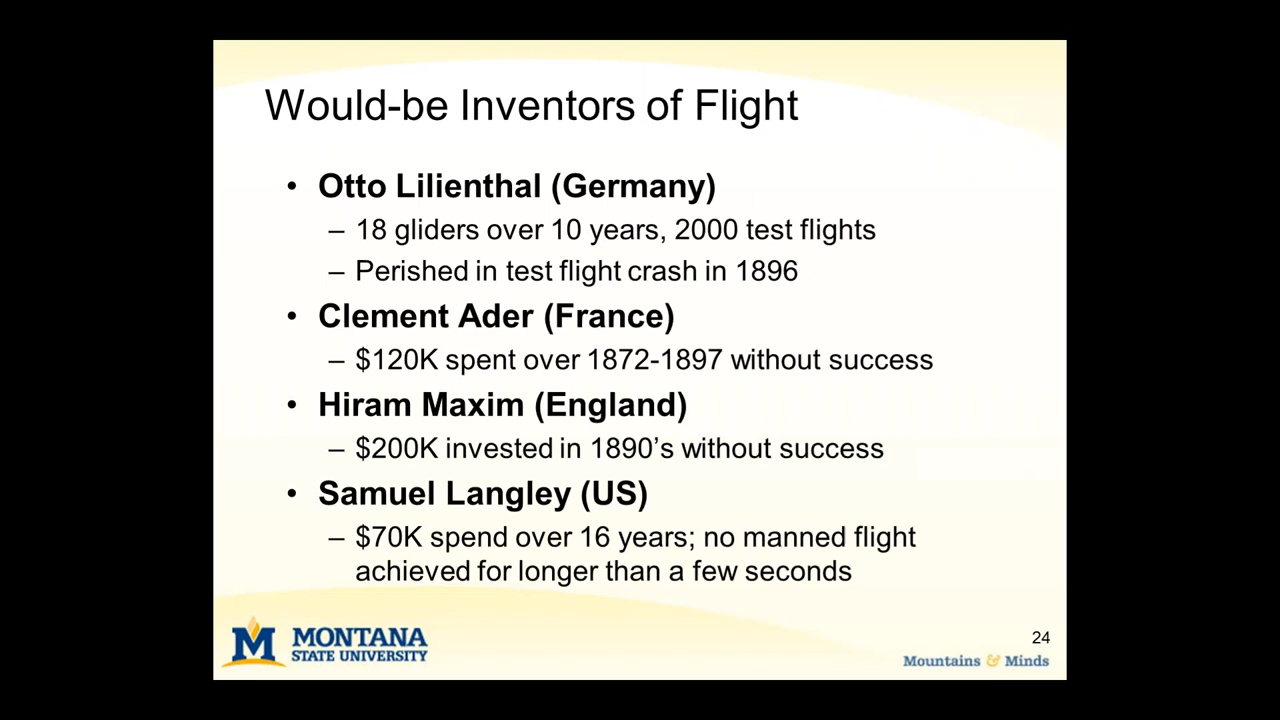 Would-be Inventors of Flight
• Otto Lilienthal (Germany)
– 18 gliders over 10 years, 2000 test flights
– Perished in test flight crash in 1896
• Clement Ader (France)
– $120K spent over 1872-1897 without success
• Hiram Maxim (England)
– $200K invested in 1890’s without success
• Samuel Langley (US)
– $70K spend over 16 years; no manned flight
achieved for longer than a few seconds
M MONTANA
STATE UNIVERSITY
24
Mountains & Minds